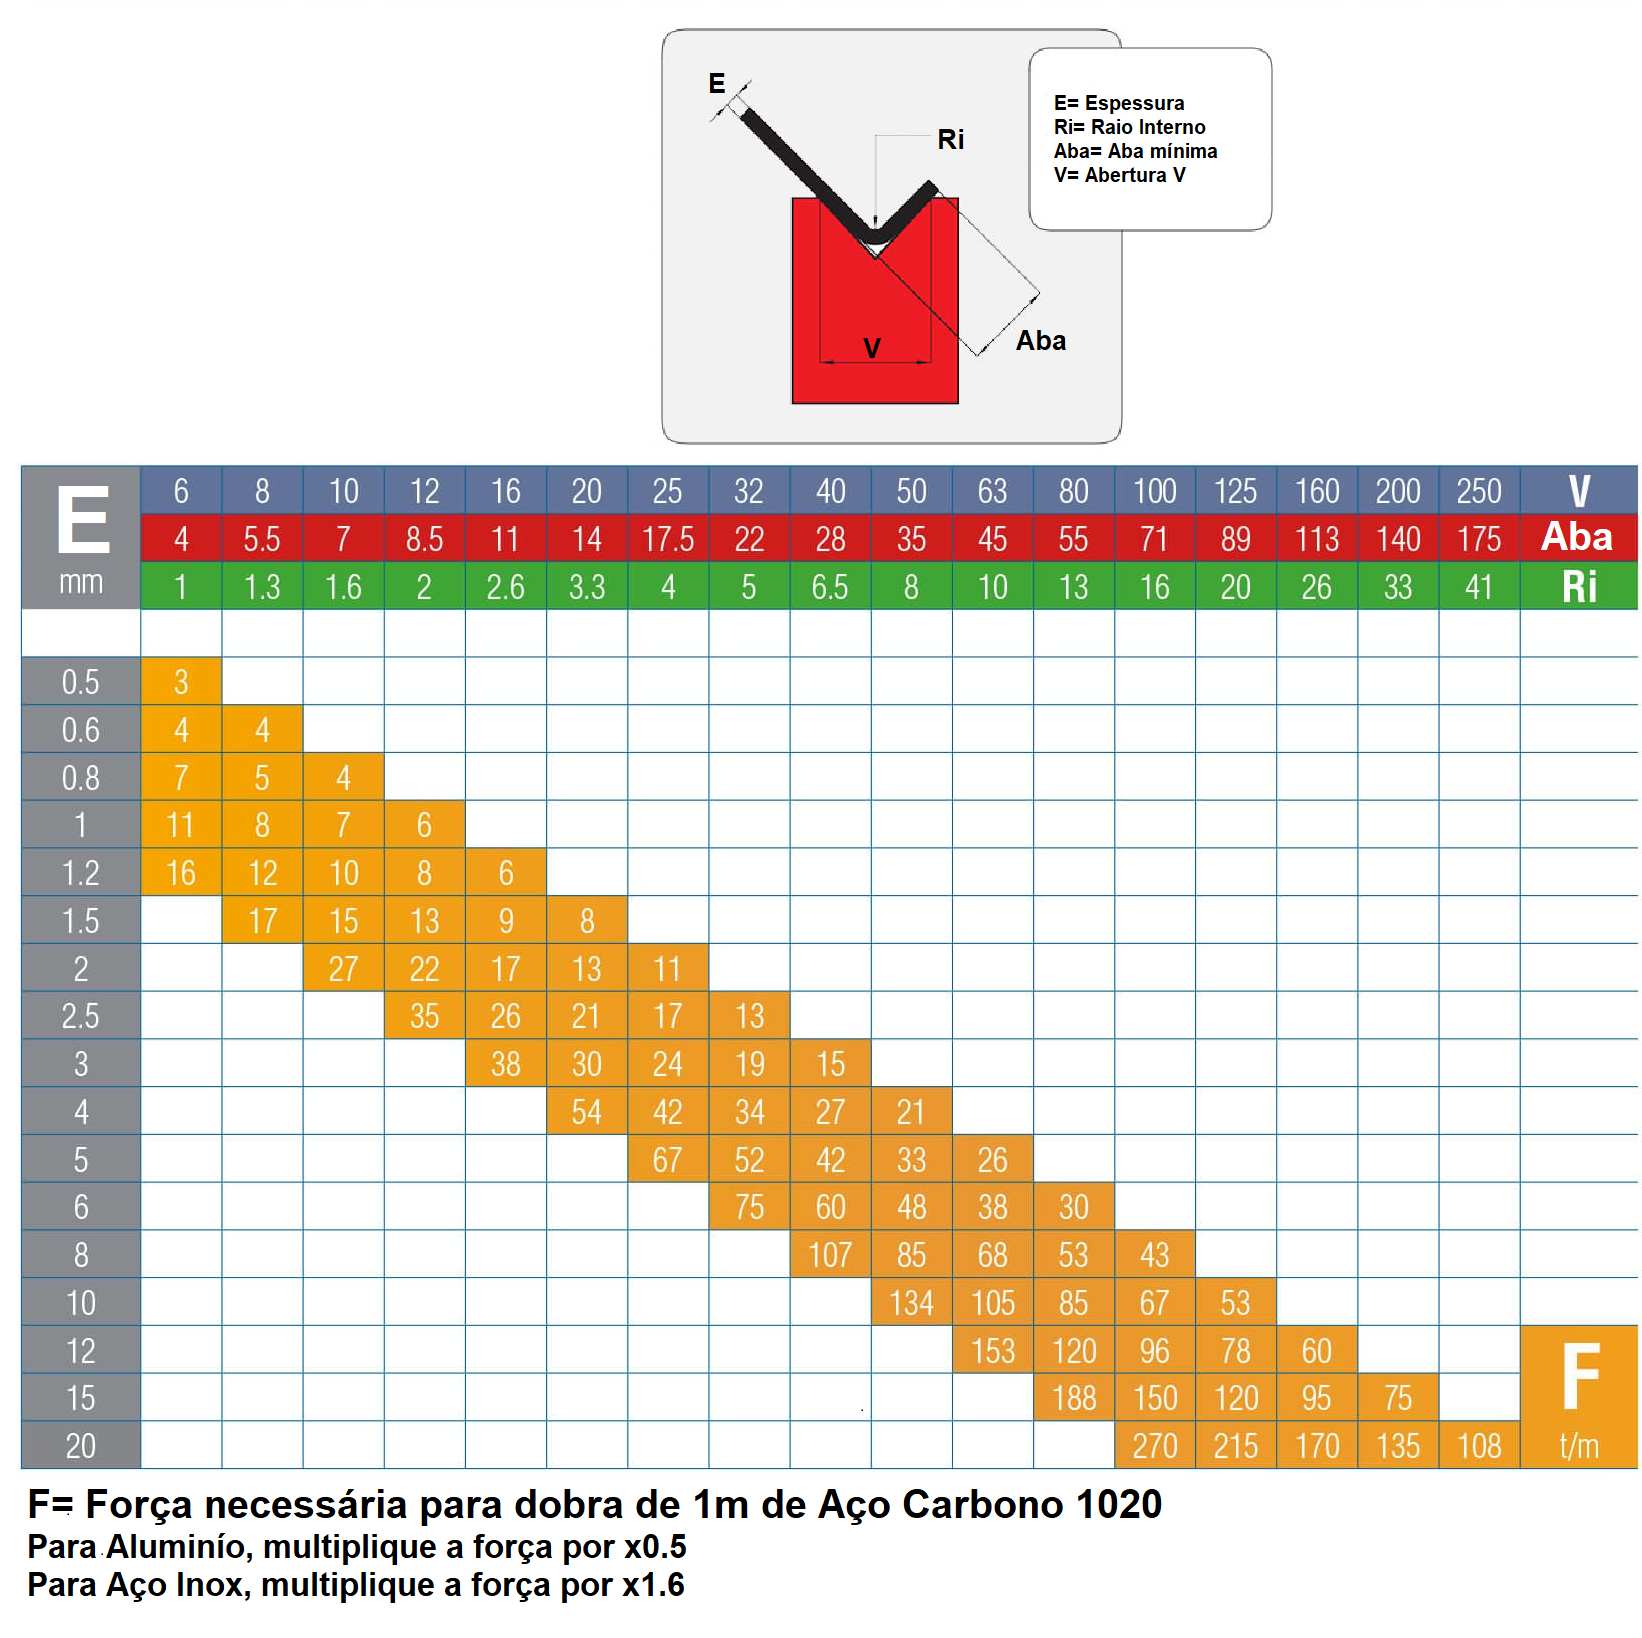 E
Ri
V
Aba
E= Espessura
Ri= Raio Interno
Aba= Aba mínima
V= Abertura V
E 6 8 10 12 16 20 25 32 40 50 63 80 100 125 160 200 250 V
4 5.5 7 8.5 11 14 17.5 22 28 35 45 55 71 89 113 140 175 Aba
mm 1 1.3 1.6 2 2.6 3.3 4 5 6.5 8 10 13 16 20 26 33 41 Ri
0.5 3
0.6 4 4
0.8 7 5 4
1 11 8 7 6
1.2 16 12 10 8 6
1.5 17 15 13 9 8
2 27 22 17 13 11
2.5 35 26 21 17 13
3 38 30 24 19 15
4 54 42 34 27 21
5 67 52 42 33 26
6 75 60 48 38 30
8 107 85 68 53 43
10 134 105 85 67 53
12 153 120 96 78 60
15 188 150 120 95 75 F
20 270 215 170 135 108 t/m
F= Força necessária para dobra de 1m de Aço Carbono 1020
Para Aluminío, multiplique a força por x0.5
Para Aço Inox, multiplique a força por x1.6